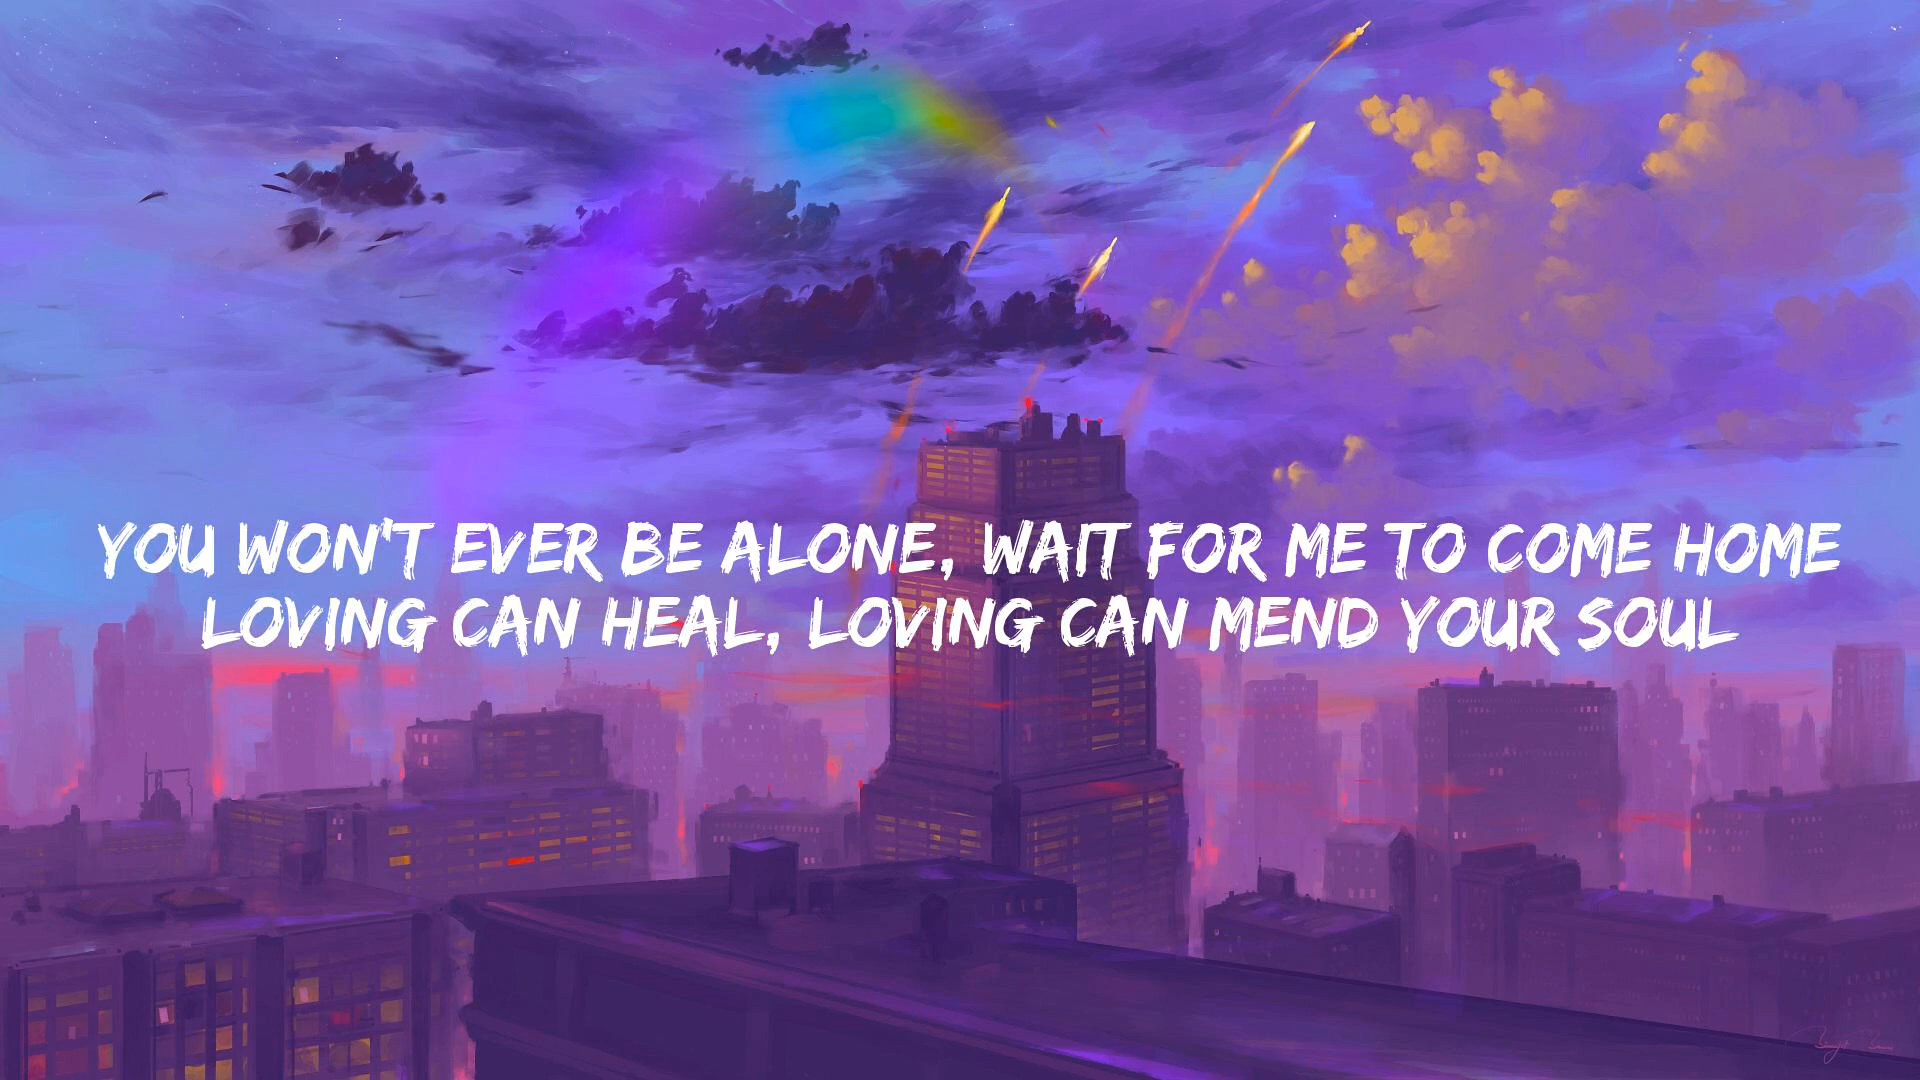 YOU WON'T EVER BE ALONE, WAIT FOR ME TO COME HOME
LOVING CAN HEAL, LOVING CAN MEND YOUR SOUL